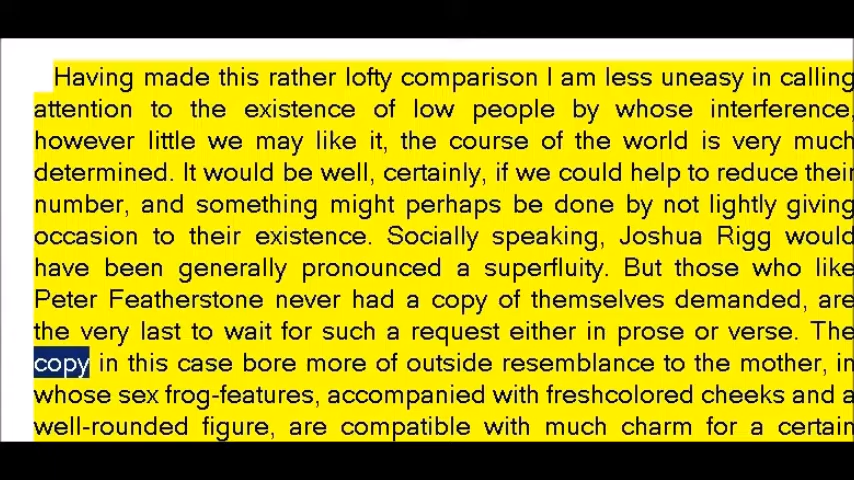 Having made this rather lofty comparison I am less uneasy in calling
attention to the existence of low people by whose interference,
however little we may like it, the course of the world is very much
determined. It would be well, certainly, if we could help to reduce their
number, and something might perhaps be done by not lightly giving
occasion to their existence. Socially speaking, Joshua Rigg would
have been generally pronounced a superfluity. But those who like
Peter Featherstone never had a copy of themselves demanded, are
the very last to wait for such a request either in prose or verse. The
copy in this case bore more of outside resemblance to the mother, in
whose sex frog-features, accompanied with freshcolored cheeks and a
well-rounded figure, are compatible with much charm for a certain